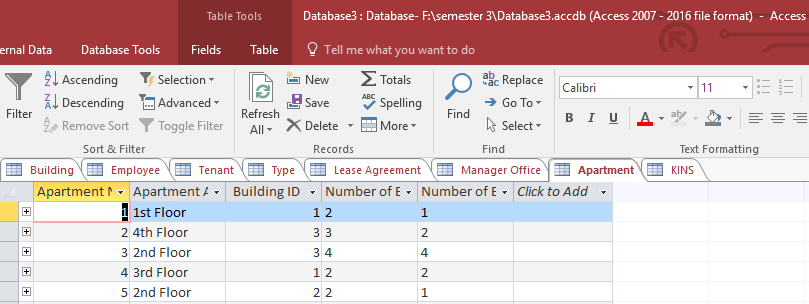 Table Tools Database3 : Database- F:\semester 3\Database3.accdb (Access 2007 - 2016 file format) - Access
ernal Data Database Tools Fields Table Tell me what you want to do
Filter Ascending Selection New Totals Replace Calibri 11
Descending Advanced Refresh All Save Spelling Find Go To B I U A
Remove Sort Toggle Filter Delete More Select
Sort & Filter Records Find Text Formatting
Building Employee Tenant Type Lease Agreement Manager Office Apartment KINS
Apartment N Apartment A Building ID Number of B Number of B Click to Add
1 1st Floor 1 2 1
2 4th Floor 3 3 2
3 2nd Floor 3 4 4
4 3rd Floor 1 2 2
5 2nd Floor 2 2 1